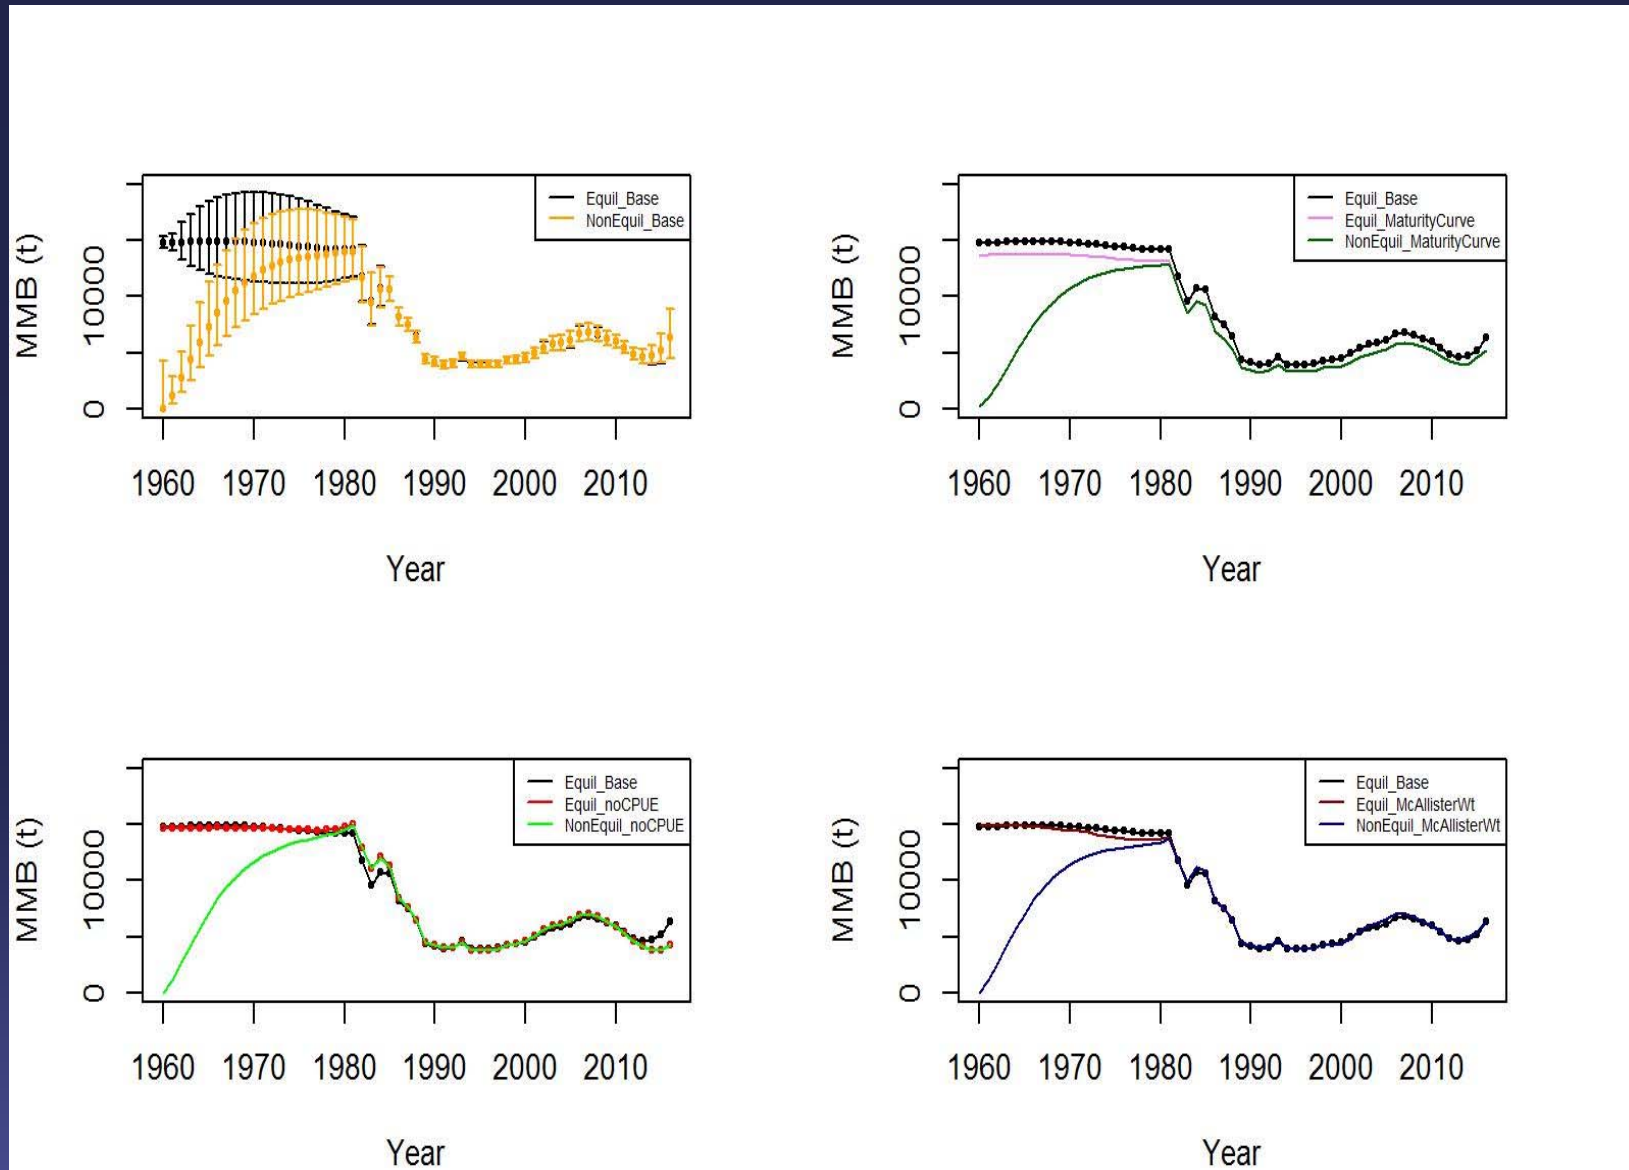 MMB (t)
10000
0
Equil_Base
NonEquil_Base
1960 1970 1980 1990 2000 2010
Year
MMB (t)
10000
0
Equil_Base
Equil_MaturityCurve
NonEquil_MaturityCurve
1960 1970 1980 1990 2000 2010
Year
MMB (t)
10000
0
Equil_Base
Equil_noCPUE
NonEquil_noCPUE
1960 1970 1980 1990 2000 2010
Year
MMB (t)
10000
0
Equil_Base
Equil_McAllisterWt
NonEquil_McAllisterWt
1960 1970 1980 1990 2000 2010
Year